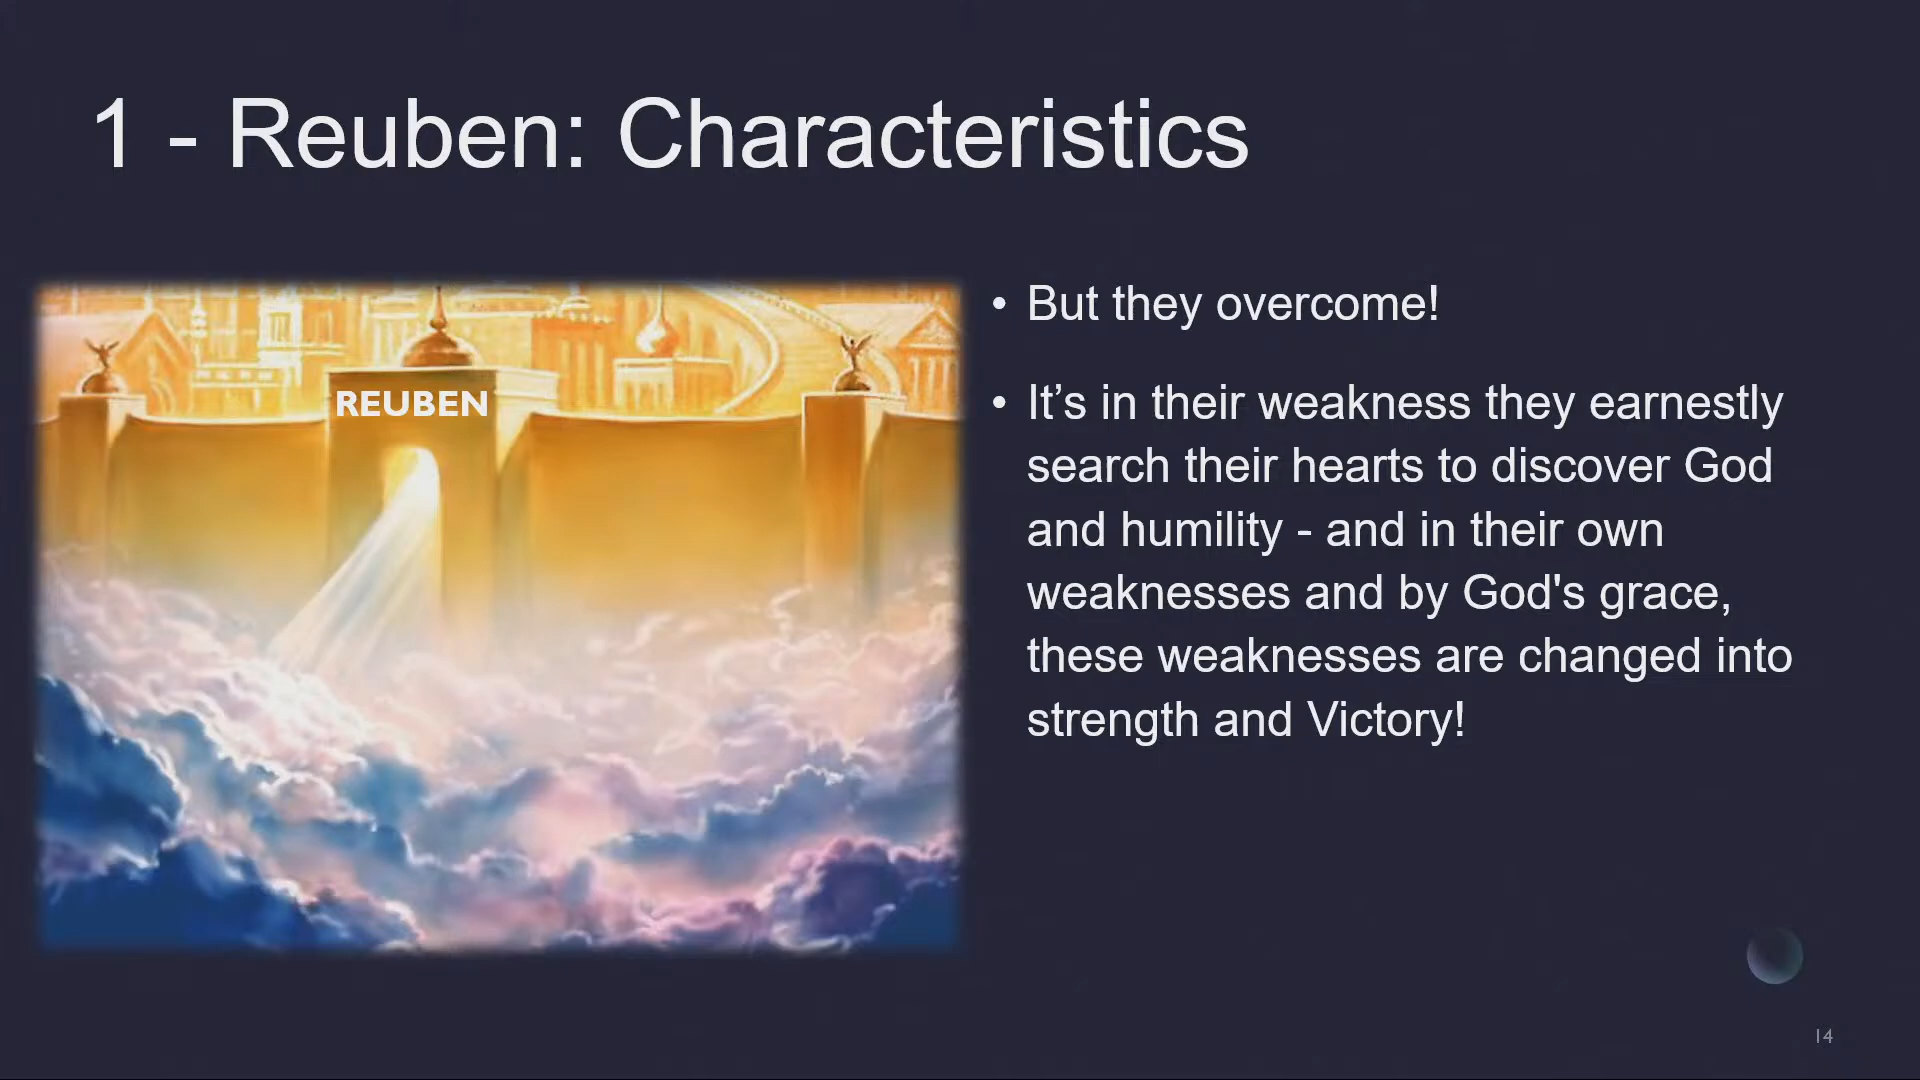 1 - Reuben: Characteristics
REUBEN
• But they overcome!
• It’s in their weakness they earnestly
search their hearts to discover God
and humility - and in their own
weaknesses and by God's grace,
these weaknesses are changed into
strength and Victory!
14